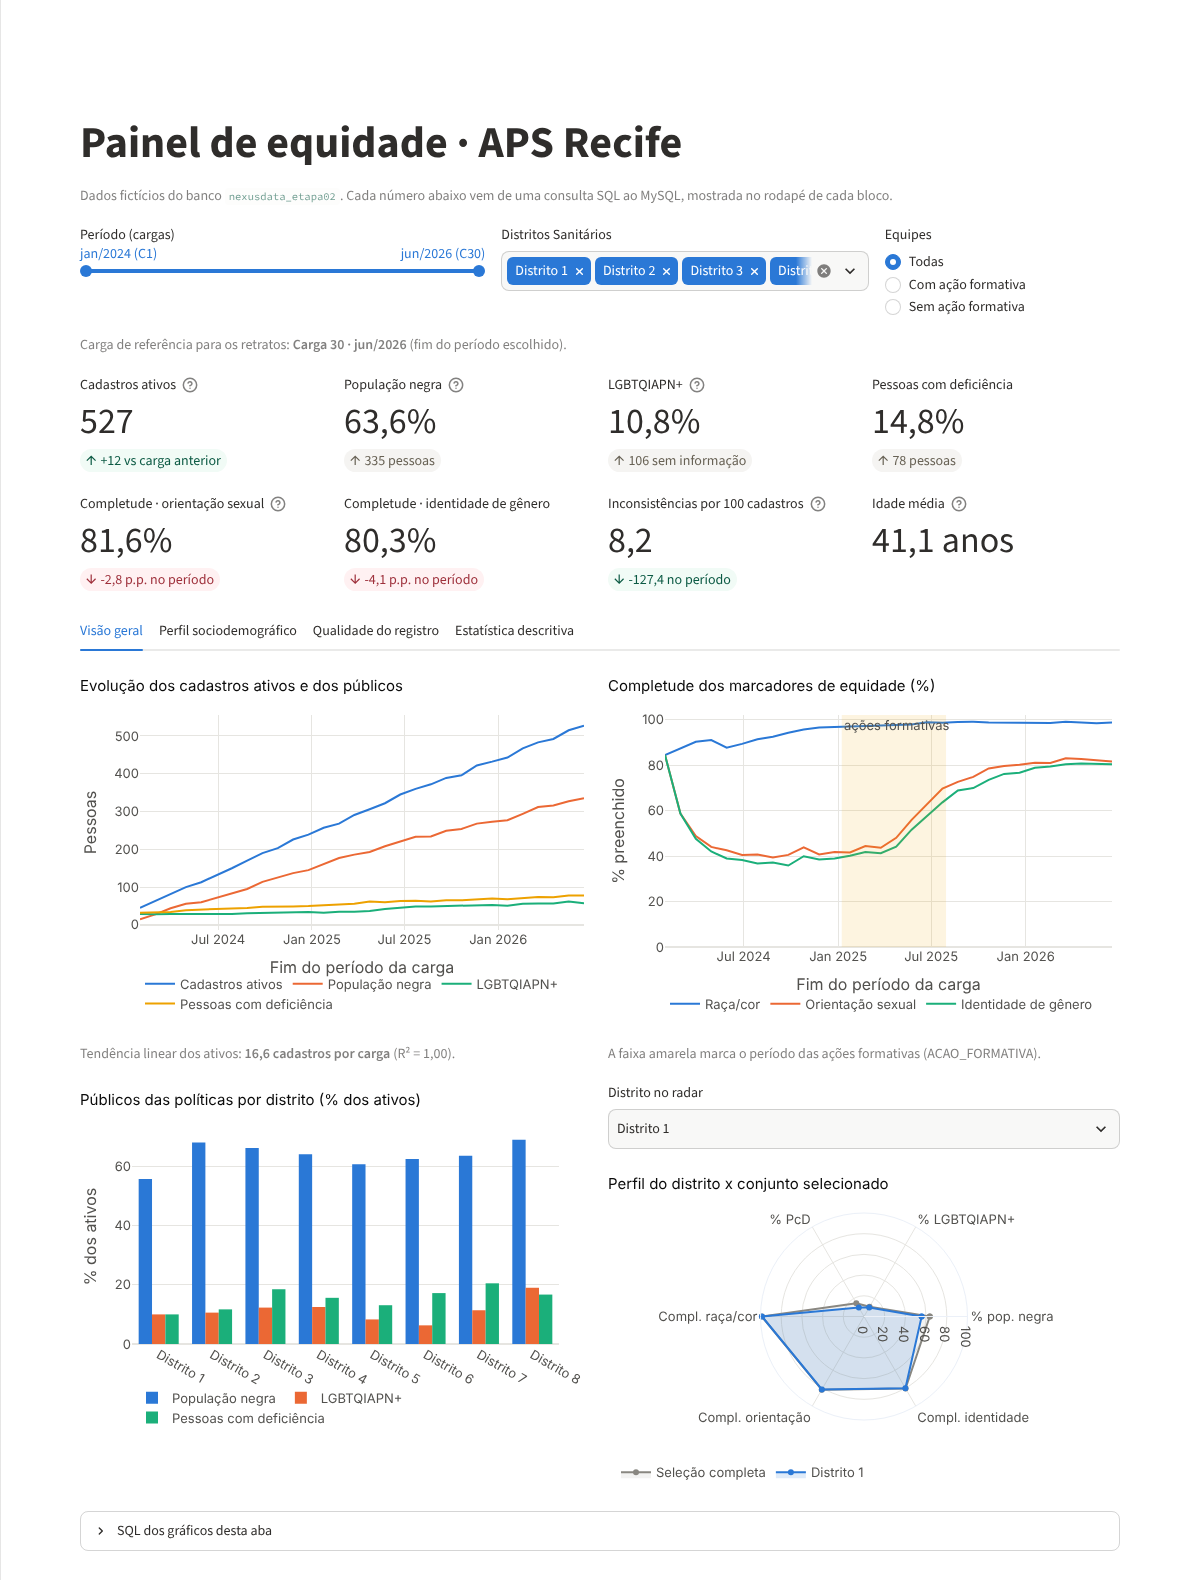 Painel de equidade · APS Recife
Dados fictícios do banco nexusdata_etapa02 . Cada número abaixo vem de uma consulta SQL ao MySQL, mostrada no rodapé de cada bloco.
Período (cargas)
jan/2024 (C1) jun/2026 (C30)
Distritos Sanitários
Distrito 1 Distrito 2 Distrito 3 Distri
Equipes
Todas
Com ação formativa
Sem ação formativa
Carga de referência para os retratos: Carga 30 · jun/2026 (fim do período escolhido).
Cadastros ativos
527
↑ +12 vs carga anterior
População negra
63,6%
↑ 335 pessoas
LGBTQIAPN+
10,8%
↑ 106 sem informação
Pessoas com deficiência
14,8%
↑ 78 pessoas
Completude · orientação sexual
81,6%
↓ -2,8 p.p. no período
Completude · identidade de gênero
80,3%
↓ -4,1 p.p. no período
Inconsistências por 100 cadastros
8,2
↓ -127,4 no período
Idade média
41,1 anos
Visão geral Perfil sociodemográfico Qualidade do registro Estatística descritiva
Evolução dos cadastros ativos e dos públicos
Pessoas
500
400
300
200
100
0
Jul 2024 Jan 2025 Jul 2025 Jan 2026
Fim do período da carga
Cadastros ativos População negra LGBTQIAPN+
Pessoas com deficiência
Tendência linear dos ativos: 16,6 cadastros por carga (R² = 1,00).
Completude dos marcadores de equidade (%)
ações formativas
% preenchido
100
80
60
40
20
0
Jul 2024 Jan 2025 Jul 2025 Jan 2026
Fim do período da carga
Raça/cor Orientação sexual Identidade de gênero
A faixa amarela marca o período das ações formativas (ACAO_FORMATIVA).
Públicos das políticas por distrito (% dos ativos)
% dos ativos
60
40
20
0
Distrito 1 Distrito 2 Distrito 3 Distrito 4 Distrito 5 Distrito 6 Distrito 7 Distrito 8
População negra LGBTQIAPN+
Pessoas com deficiência
Distrito no radar
Distrito 1
Perfil do distrito x conjunto selecionado
% PcD % LGBTQIAPN+
Compl. raça/cor % pop. negra
0 20 40 60 80 100
Compl. orientação Compl. identidade
Seleção completa Distrito 1
SQL dos gráficos desta aba